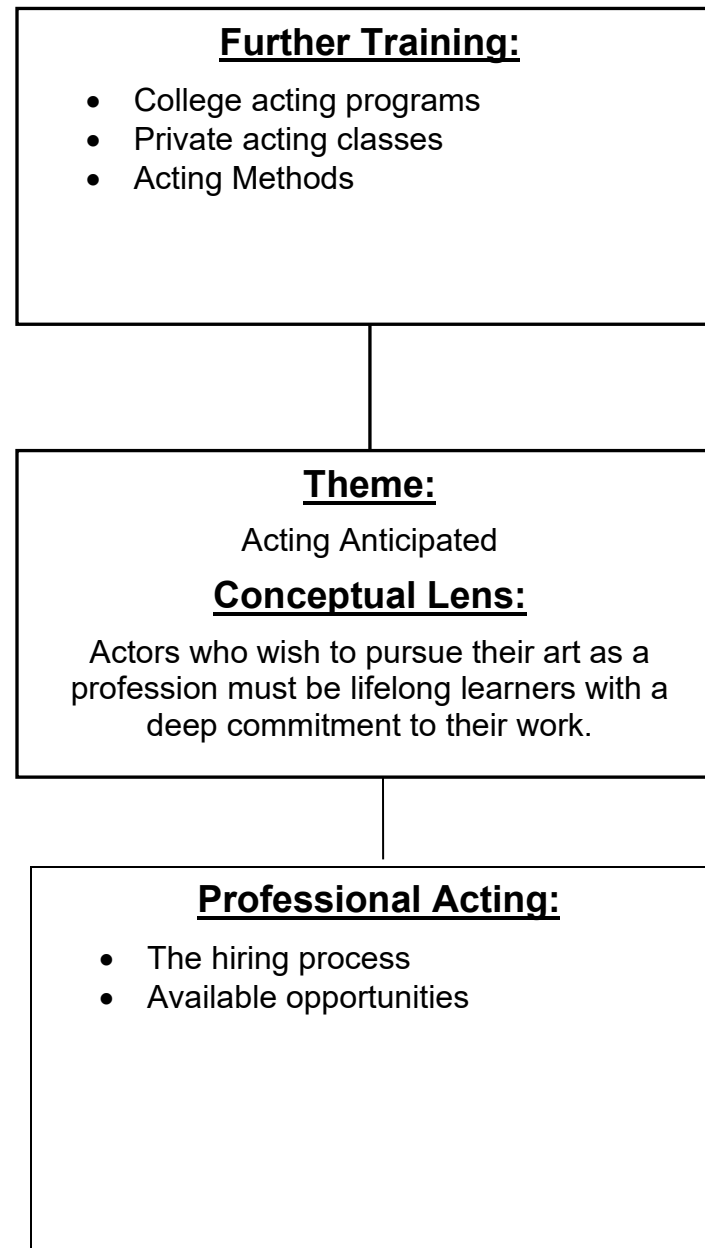 Further Training:
• College acting programs
• Private acting classes
• Acting Methods
Theme:
Acting Anticipated
Conceptual Lens:
Actors who wish to pursue their art as a
profession must be lifelong learners with a
deep commitment to their work.
Professional Acting:
• The hiring process
• Available opportunities